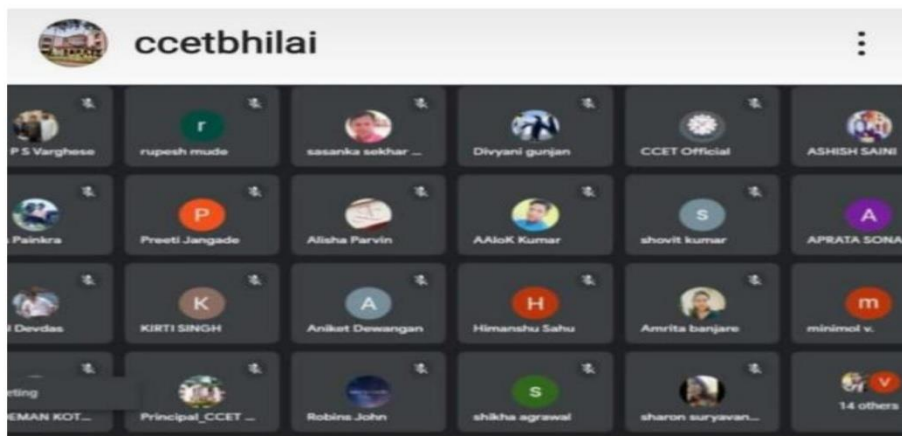 ccetbhilai
P S Varghese
r
rupesh mude
sasanka sekhar ...
Divyani gunjan
CCET Official
ASHISH SAINI
Painkra
P
Preeti Jangade
Alisha Parvin
AAloK Kumar
s
shovit kumar
A
APRATA SONA
Devdas
K
KIRTI SINGH
A
Aniket Dewangan
H
Himanshu Sahu
Amrita banjare
m
minimol v.
eting
EMAN KOT...
Principal_CCET ...
Robins John
s
shikha agrawal
sharon suryavan...
V
14 others